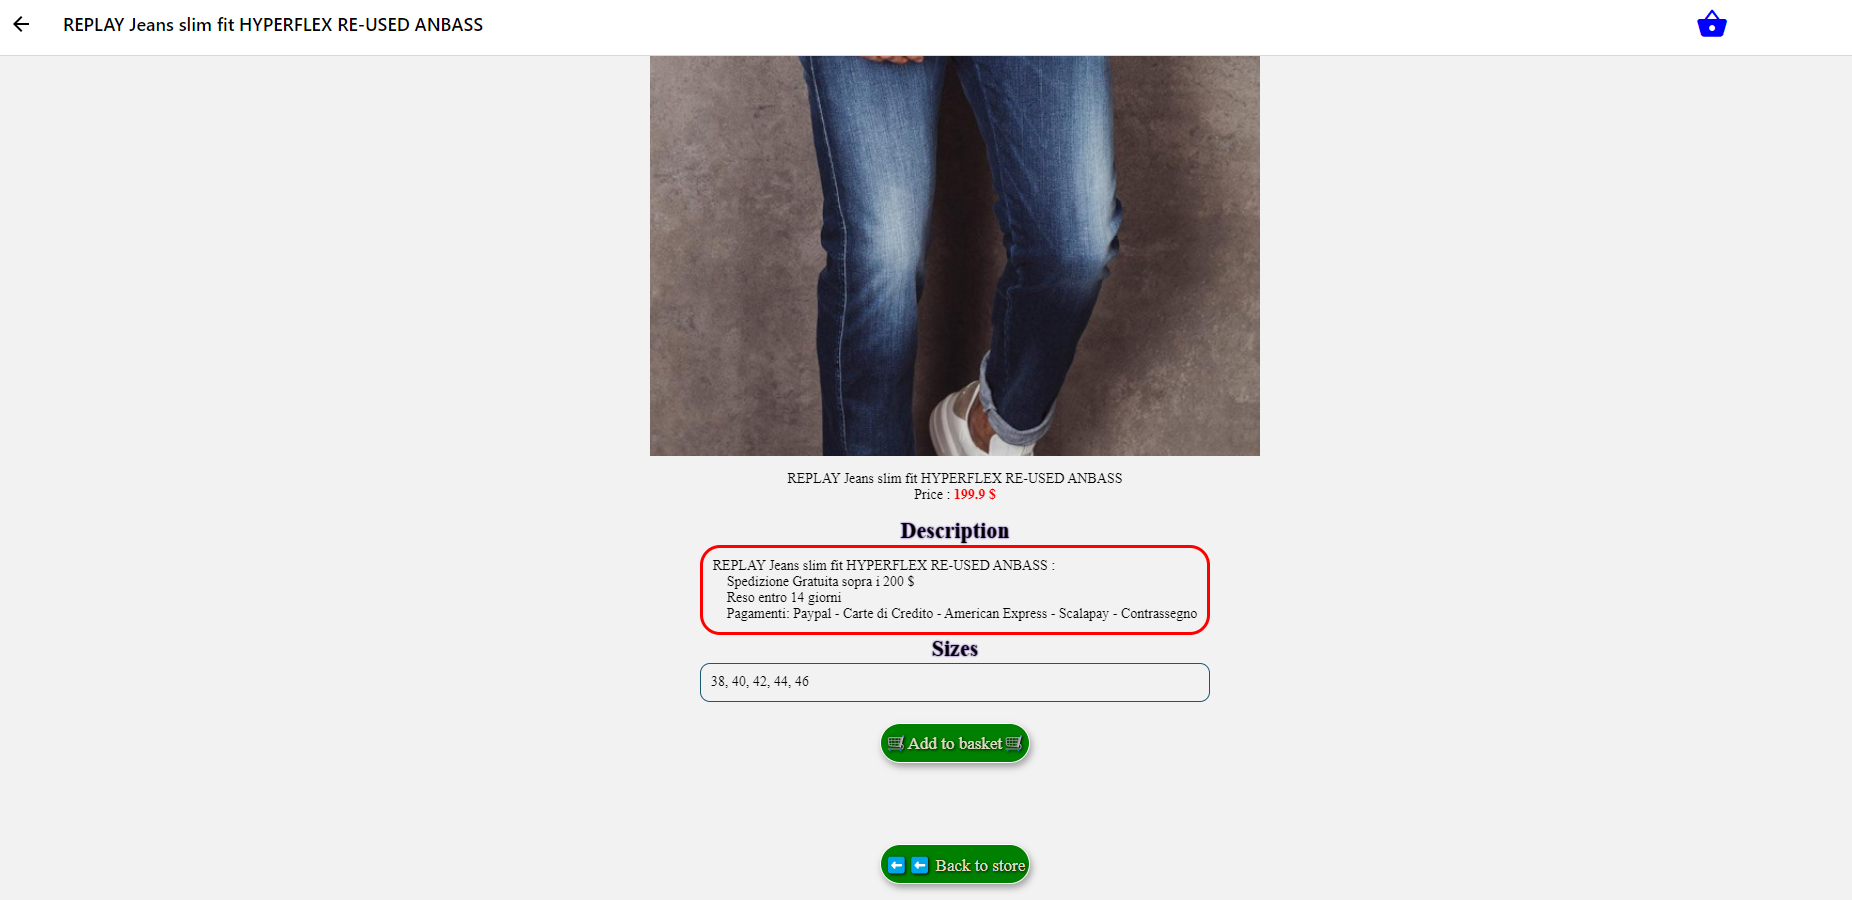 REPLAY Jeans slim fit HYPERFLEX RE-USED ANBASS
REPLAY Jeans slim fit HYPERFLEX RE-USED ANBASS
Price : 199.9 $
Description
REPLAY Jeans slim fit HYPERFLEX RE-USED ANBASS :
Spedizione Gratuita sopra i 200 $
Reso entro 14 giorni
Pagamenti: Paypal - Carte di Credito - American Express - Scalapay - Contrassegno
Sizes
38, 40, 42, 44, 46
Add to basket
Back to store